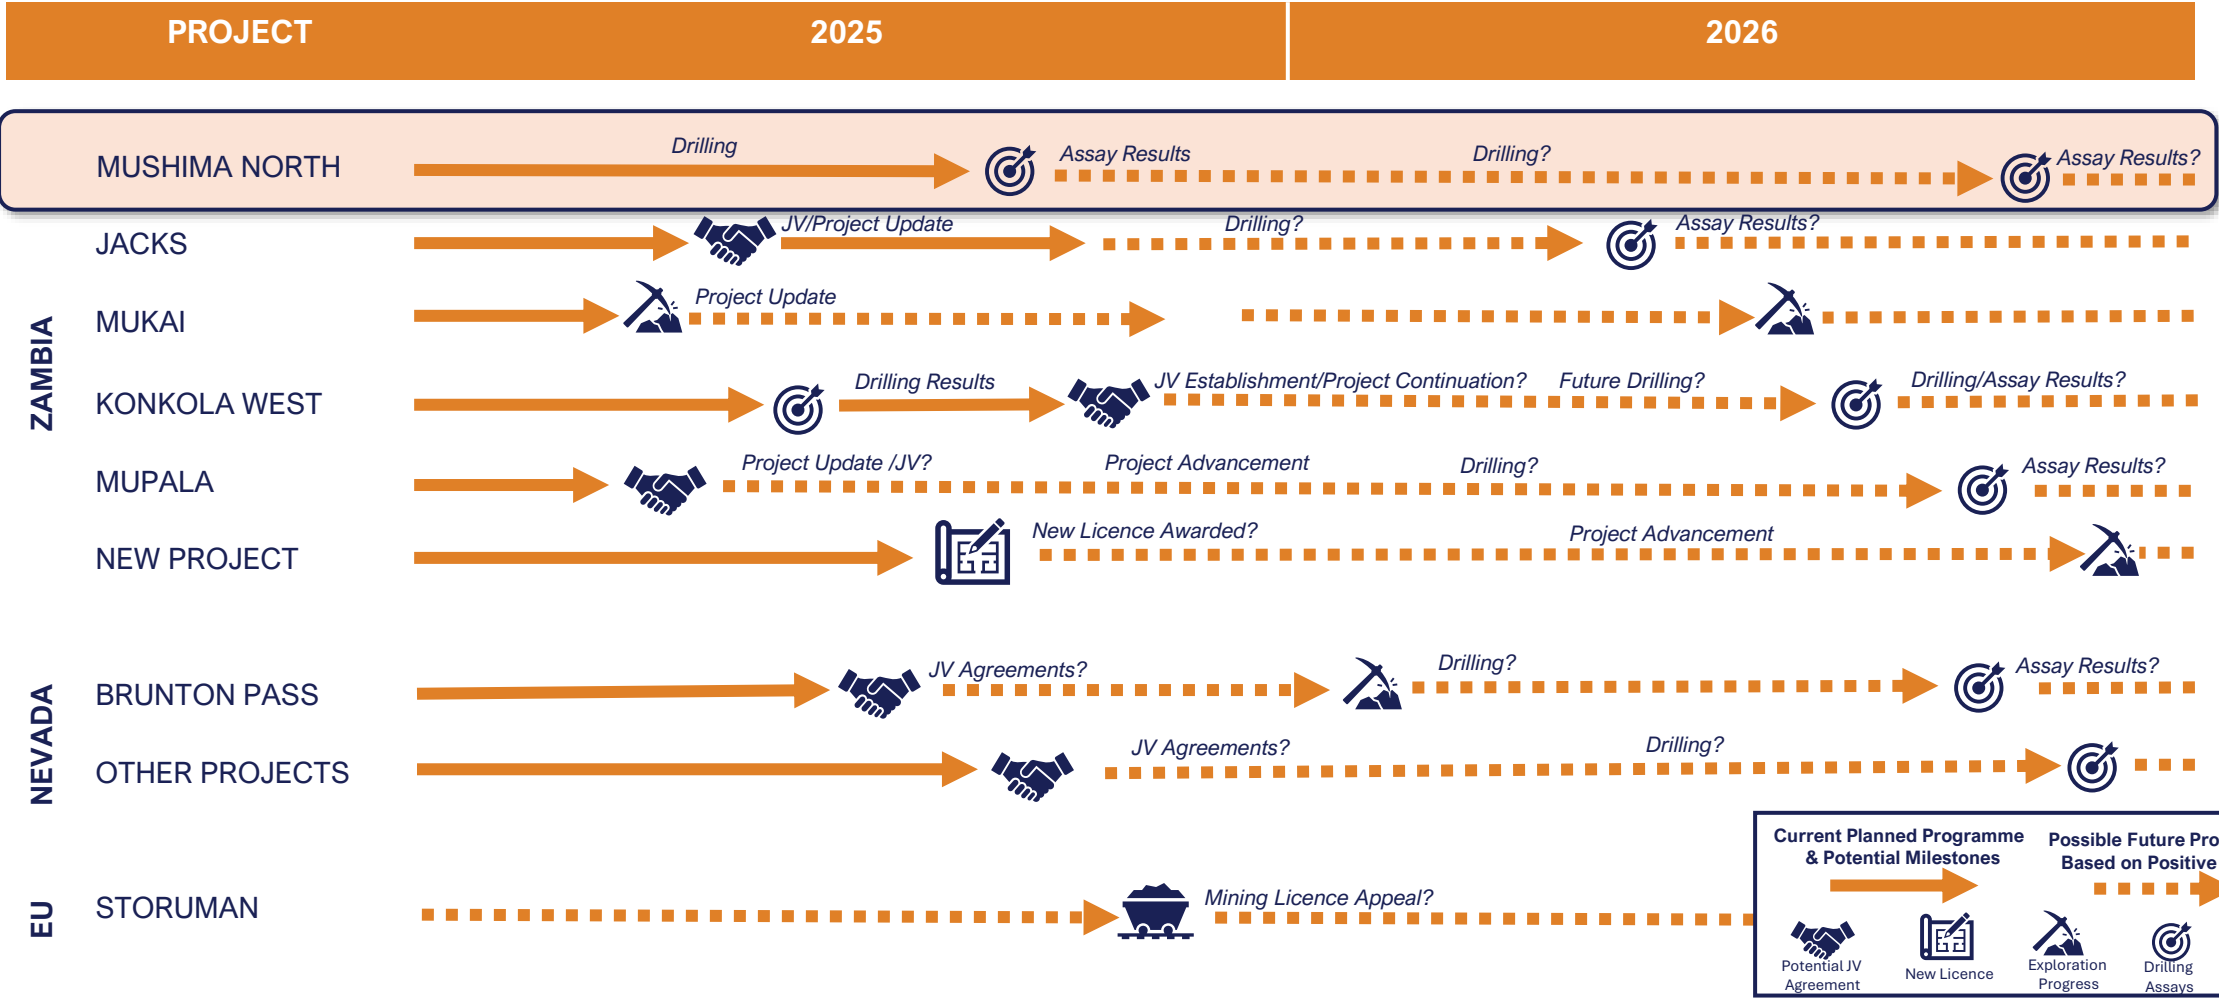 PROJECT 2025 2026
MUSHIMA NORTH Drilling Assay Results Drilling? Assay Results?
ZAMBIA
JACKS JV/Project Update Drilling? Assay Results?
MUKAI Project Update
KONKOLA WEST Drilling Results JV Establishment/Project Continuation? Future Drilling? Drilling/Assay Results?
MUPALA Project Update /JV? Project Advancement Drilling? Assay Results?
NEW PROJECT New Licence Awarded? Project Advancement
NEVADA
BRUNTON PASS JV Agreements? Drilling? Assay Results?
OTHER PROJECTS JV Agreements? Drilling?
EU
STORUMAN Mining Licence Appeal?
Current Planned Programme
& Potential Milestones
Possible Future Pro
Based on Positive
Potential JV
Agreement
New Licence
Exploration
Progress
Drilling
Assays